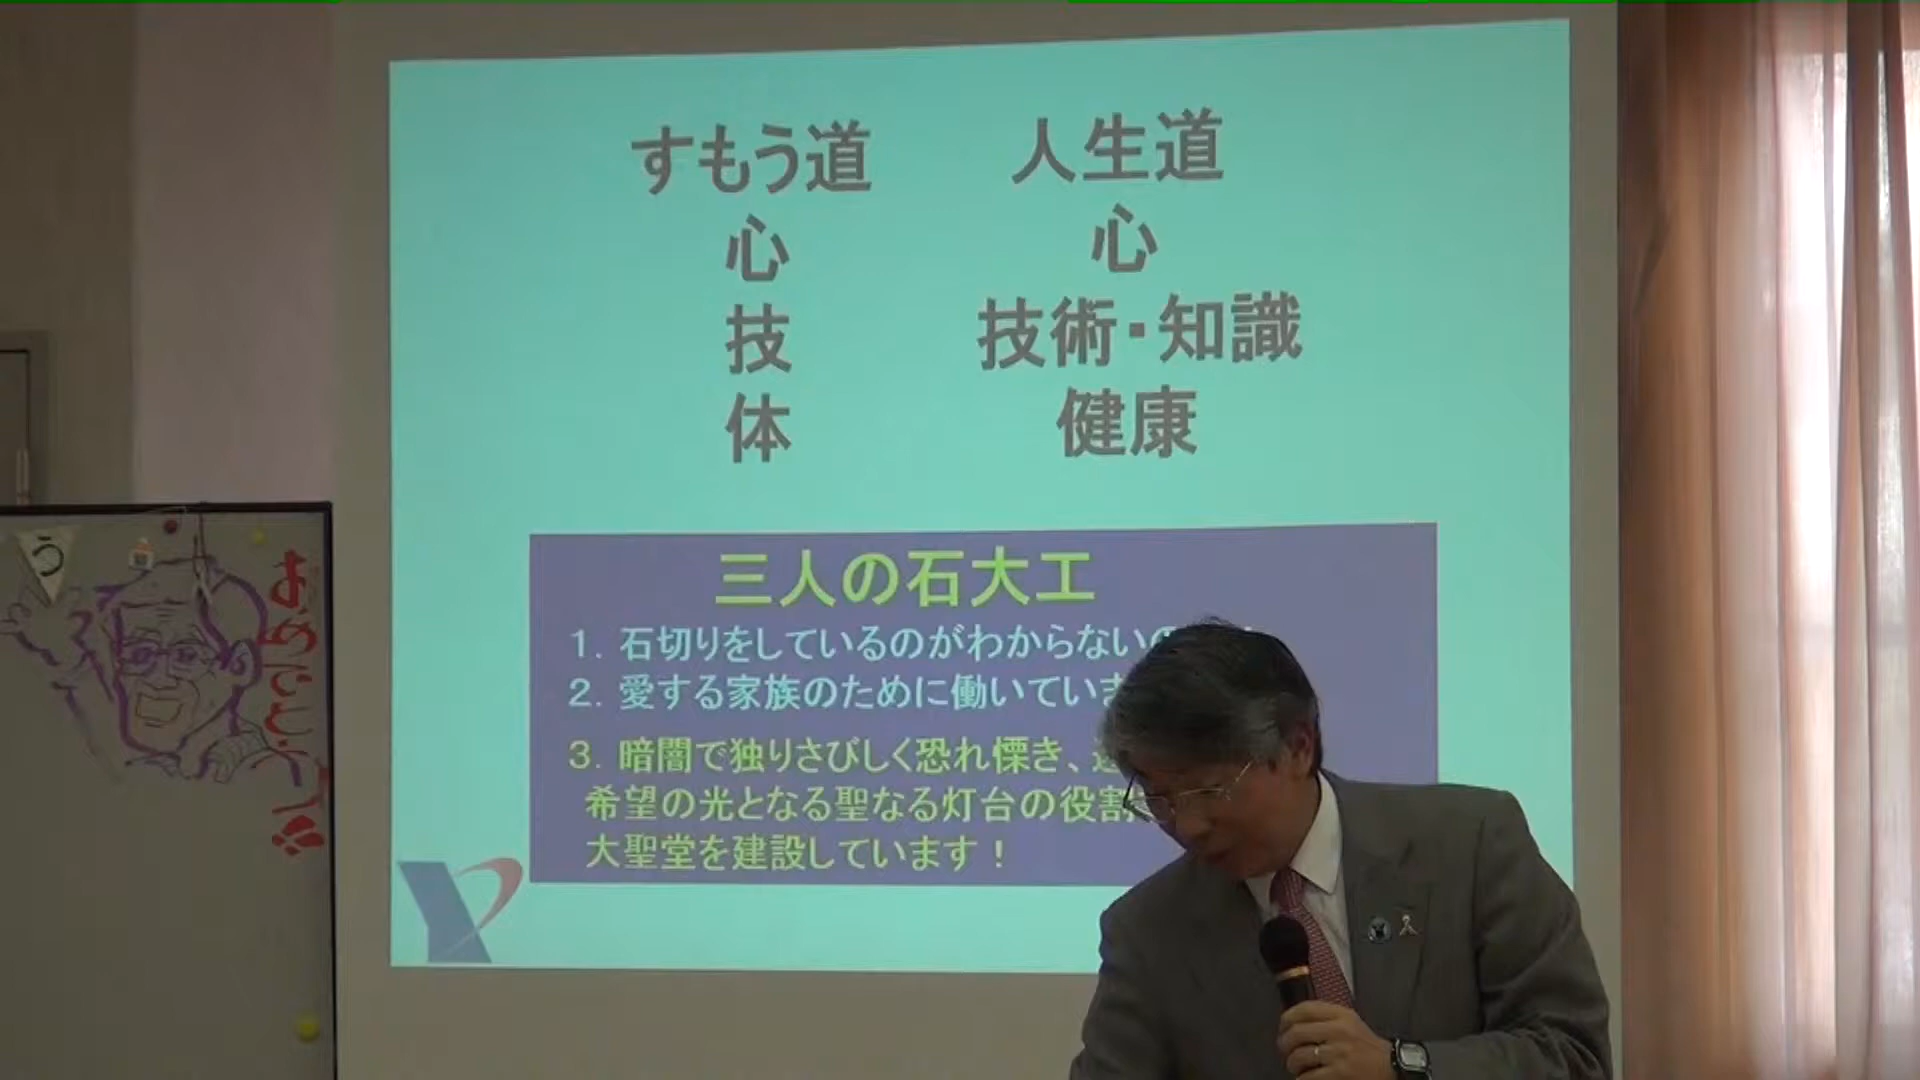 すもう道 人生道
心 心
技 技術・知識
体 健康
三人の石大工
1. 石切りをしているのがわからない
2. 愛する家族のために働いていま
3. 暗闇で独りさびしく恐れ慄き、
希望の光となる聖なる灯台の役割
大聖堂を建設しています!
う